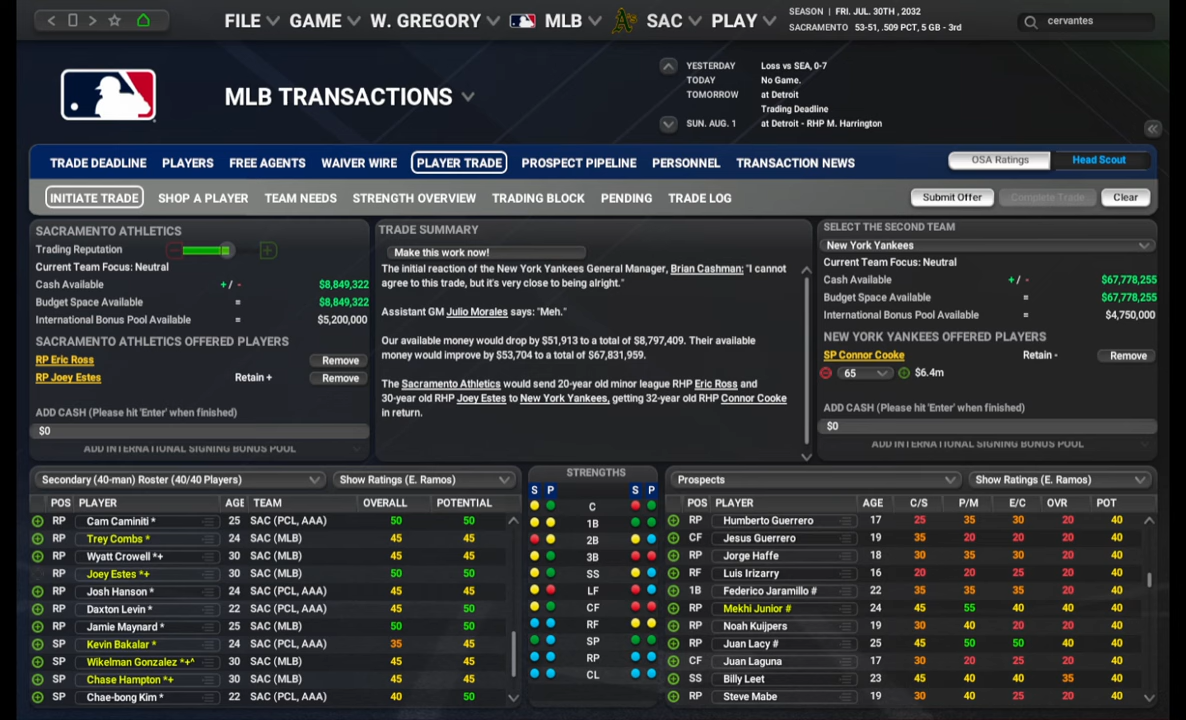 FILE GAME W. GREGORY MLB SAC PLAY
SEASON | FRI. JUL. 30TH, 2032
SACRAMENTO 53-51, .509 PCT, 5 GB - 3rd
cervantes
MLB TRANSACTIONS
YESTERDAY Loss vs SEA, 0-7
TODAY No Game.
TOMORROW at Detroit
Trading Deadline
SUN. AUG. 1 at Detroit - RHP M. Harrington
TRADE DEADLINE PLAYERS FREE AGENTS WAIVER WIRE PLAYER TRADE PROSPECT PIPELINE PERSONNEL TRANSACTION NEWS OSA Ratings Head Scout
INITIATE TRADE SHOP A PLAYER TEAM NEEDS STRENGTH OVERVIEW TRADING BLOCK PENDING TRADE LOG Submit Offer Complete Trade Clear
SACRAMENTO ATHLETICS
Trading Reputation
Current Team Focus: Neutral
Cash Available + / - $8,849,322
Budget Space Available = $8,849,322
International Bonus Pool Available = $5,200,000
SACRAMENTO ATHLETICS OFFERED PLAYERS
RP Eric Ross Remove
RP Joey Estes Retain + Remove
ADD CASH (Please hit 'Enter' when finished)
$0
ADD INTERNATIONAL SIGNING BONUS POOL
TRADE SUMMARY
Make this work now!
The initial reaction of the New York Yankees General Manager, Brian Cashman: "I cannot
agree to this trade, but it's very close to being alright."
Assistant GM Julio Morales says: "Meh."
Our available money would drop by $51,913 to a total of $8,797,409. Their available
money would improve by $53,704 to a total of $67,831,959.
The Sacramento Athletics would send 20-year old minor league RHP Eric Ross and
30-year old RHP Joey Estes to New York Yankees, getting 32-year old RHP Connor Cooke
in return.
SELECT THE SECOND TEAM
New York Yankees
Current Team Focus: Neutral
Cash Available + / - $67,778,255
Budget Space Available = $67,778,255
International Bonus Pool Available = $4,750,000
NEW YORK YANKEES OFFERED PLAYERS
SP Connor Cooke Retain - Remove
65 $6.4m
ADD CASH (Please hit 'Enter' when finished)
$0
ADD INTERNATIONAL SIGNING BONUS POOL
Secondary (40-man) Roster (40/40 Players) Show Ratings (E. Ramos)
POS PLAYER AGE TEAM OVERALL POTENTIAL
RP Cam Caminiti * 25 SAC (PCL, AAA) 50 50
RP Trey Combs * 24 SAC (MLB) 45 45
RP Wyatt Crowell *+ 30 SAC (MLB) 45 45
RP Joey Estes *+ 30 SAC (MLB) 50 50
RP Josh Hanson * 24 SAC (PCL, AAA) 45 45
RP Daxton Levin * 22 SAC (PCL, AAA) 45 50
RP Jamie Maynard * 25 SAC (MLB) 50 50
SP Kevin Bakalar * 24 SAC (PCL, AAA) 35 45
SP Wikelman Gonzalez *+^ 30 SAC (MLB) 45 45
SP Chase Hampton *+ 30 SAC (MLB) 45 45
SP Chae-bong Kim * 22 SAC (PCL, AAA) 40 50
STRENGTHS
S P S P
C
1B
2B
3B
SS
LF
CF
RF
SP
RP
CL
Prospects Show Ratings (E. Ramos)
POS PLAYER AGE C/S P/M E/C OVR POT
RP Humberto Guerrero 17 25 35 30 20 40
CF Jesus Guerrero 19 35 20 20 20 40
RP Jorge Haffe 18 30 35 30 20 40
RF Luis Irizarry 16 20 20 25 20 40
1B Federico Jaramillo # 22 35 35 35 20 40
RP Mekhi Junior # 24 45 55 40 40 40
RP Noah Kuijpers 19 30 40 20 20 40
RP Juan Lacy # 25 45 50 50 40 40
CF Juan Laguna 17 30 20 25 20 40
SS Billy Leet 23 45 40 40 35 40
RP Steve Mabe 19 30 40 25 20 40